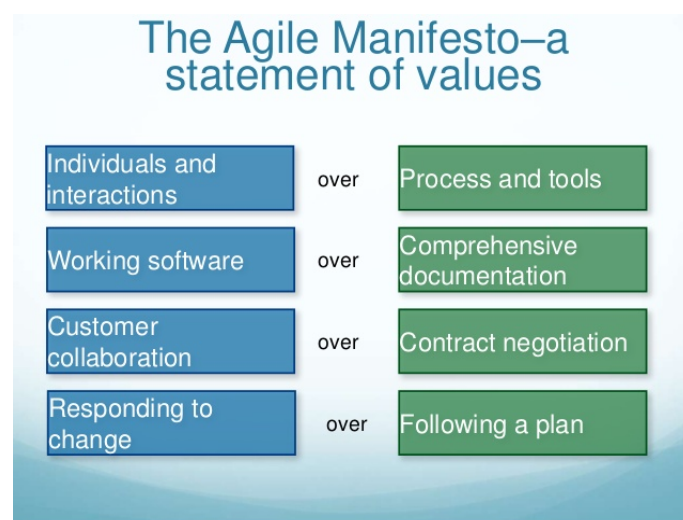 The Agile Manifesto–a
statement of values
Individuals and
interactions
over
Process and tools
Working software
over
Comprehensive
documentation
Customer
collaboration
over
Contract negotiation
Responding to
change
over
Following a plan